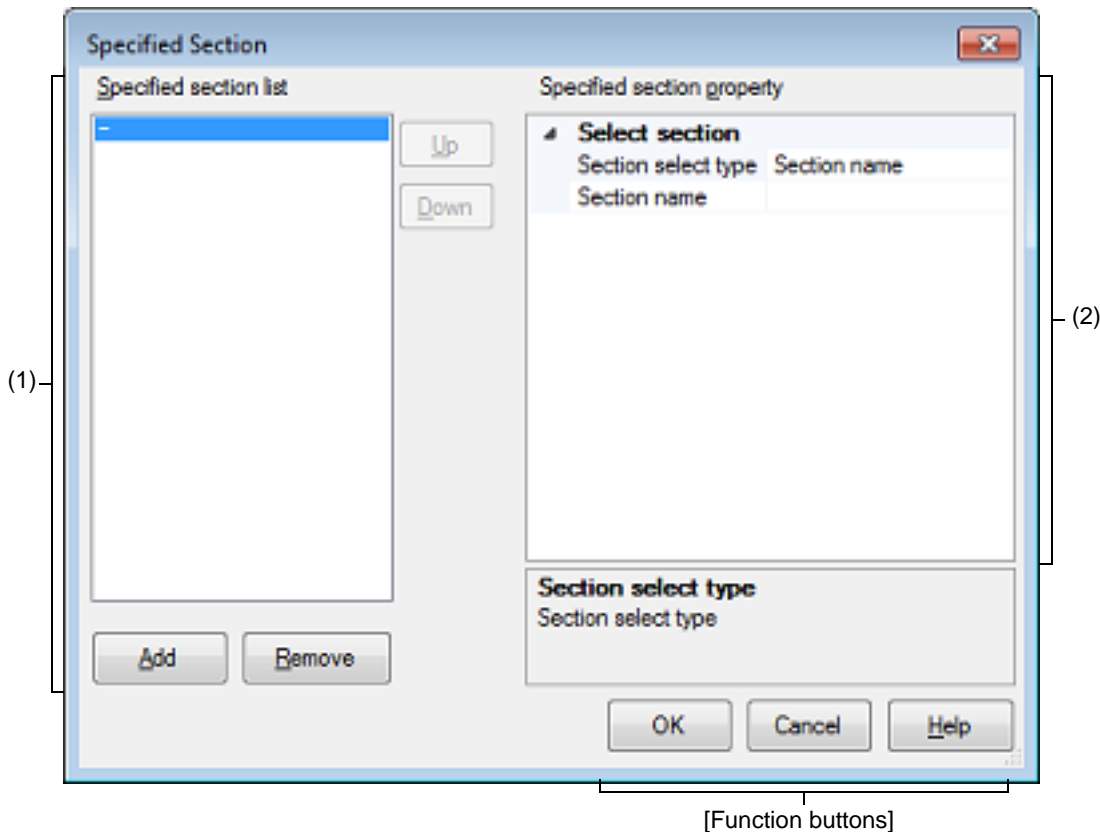 Specified Section
Specified section list
Specified section property
–
Up
Down
Select section
Section select type Section name
Section name
(1)
(2)
Section select type
Section select type
Add Remove
OK Cancel Help
[Function buttons]